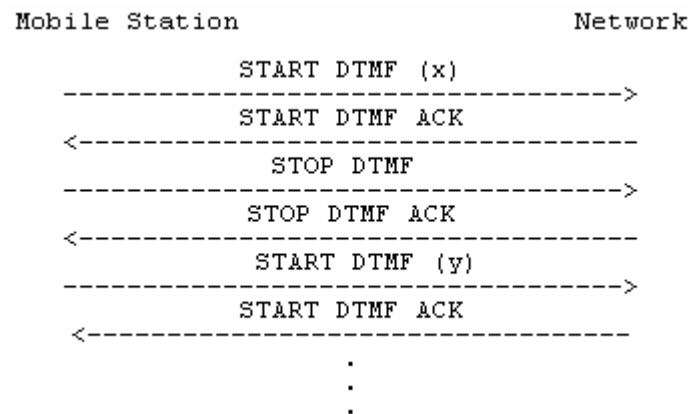 Mobile Station Network
START DTMF (x)
---------------------------------->
START DTMF ACK
<----------------------------------
STOP DTMF
---------------------------------->
STOP DTMF ACK
<----------------------------------
START DTMF (y)
---------------------------------->
START DTMF ACK
<----------------------------------
.
.
.